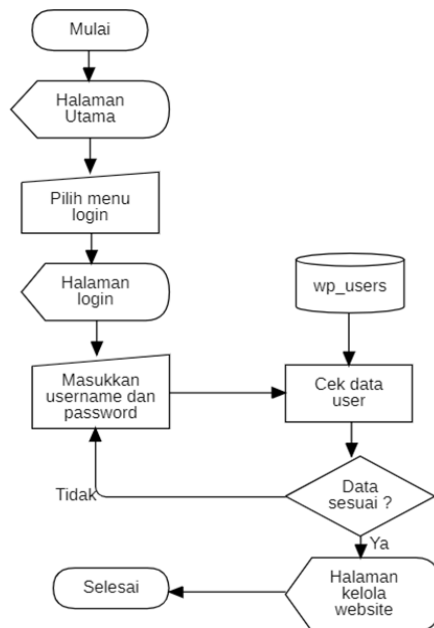 Mulai
Halaman
Utama
Pilih menu
login
Halaman
login
wp_users
Masukkan
username dan
password
Cek data
user
Tidak
Data
sesuai ?
Ya
Halaman
kelola
website
Selesai